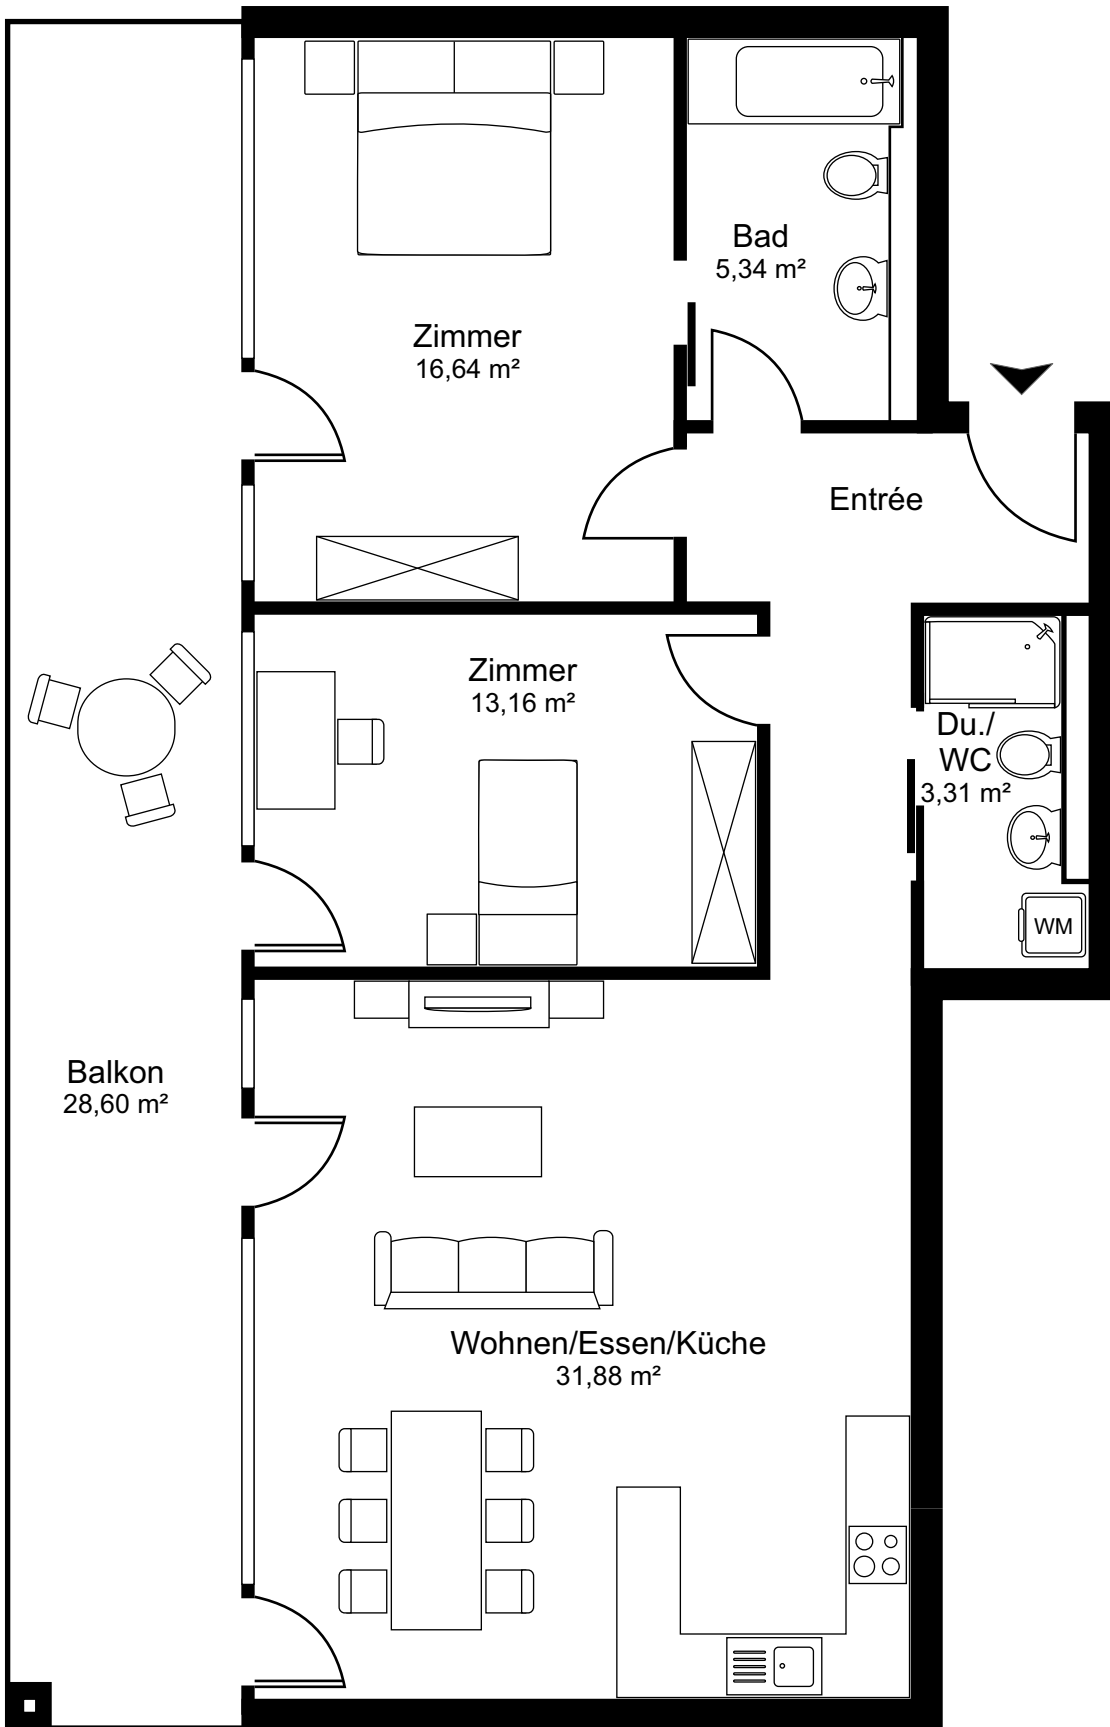 Bad
5,34 m²
Zimmer
16,64 m²
Entrée
Zimmer
13,16 m²
Du./
WC
3,31 m²
WM
Balkon
28,60 m²
Wohnen/Essen/Küche
31,88 m²